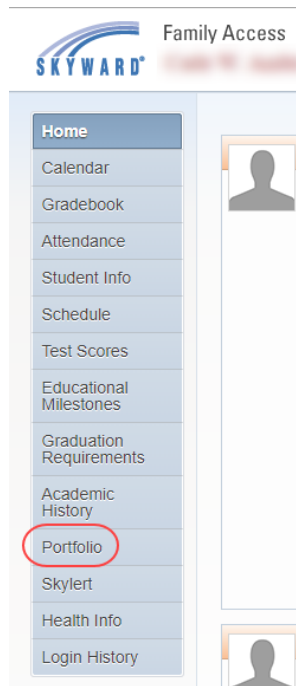 Family Access
SKYWARD®
Home
Calendar
Gradebook
Attendance
Student Info
Schedule
Test Scores
Educational
Milestones
Graduation
Requirements
Academic
History
Portfolio
Skylert
Health Info
Login History